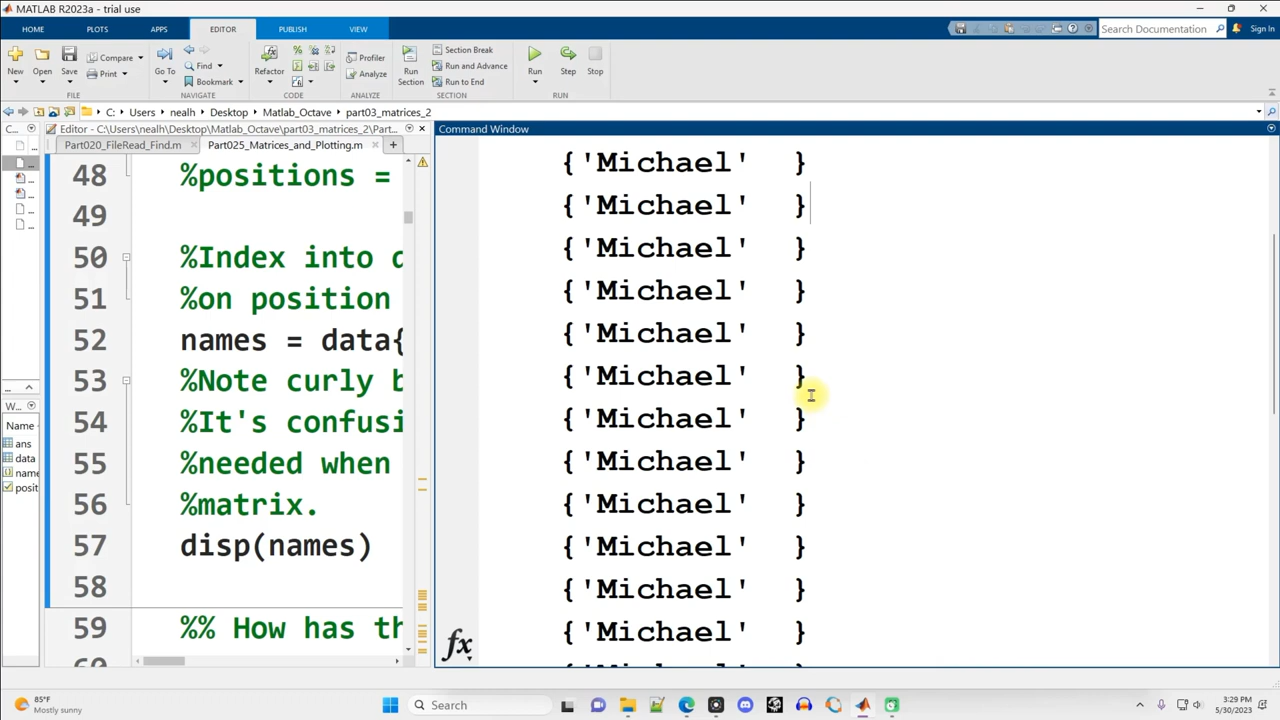 MATLAB R2023a - trial use
HOME PLOTS APPS EDITOR PUBLISH VIEW Search Documentation Sign In
New Open Save Compare Print Go To Find Bookmark Refactor Profiler Analyze Run Section Section Break Run and Advance Run to End Run Step Stop
FILE NAVIGATE CODE ANALYZE SECTION RUN
C: Users nealh Desktop Matlab_Octave part03_matrices_2
C... Editor - C:\Users\nealh\Desktop\Matlab_Octave\part03_matrices_2\Part... Command Window
Part020_FileRead_Find.m Part025_Matrices_and_Plotting.m
48 %positions =
49
50 %Index into
51 %on position
52 names = data{
53 %Note curly b
54 %It's confusi
55 %needed when
56 %matrix.
57 disp(names)
58
59 %% How has th
W...
Name
ans
data
name
posit
{'Michael' }
{'Michael' }
{'Michael' }
{'Michael' }
{'Michael' }
{'Michael' }
{'Michael' }
{'Michael' }
{'Michael' }
{'Michael' }
{'Michael' }
{'Michael' }
fx
85°F
Mostly sunny
Search
3:29 PM
5/30/2023